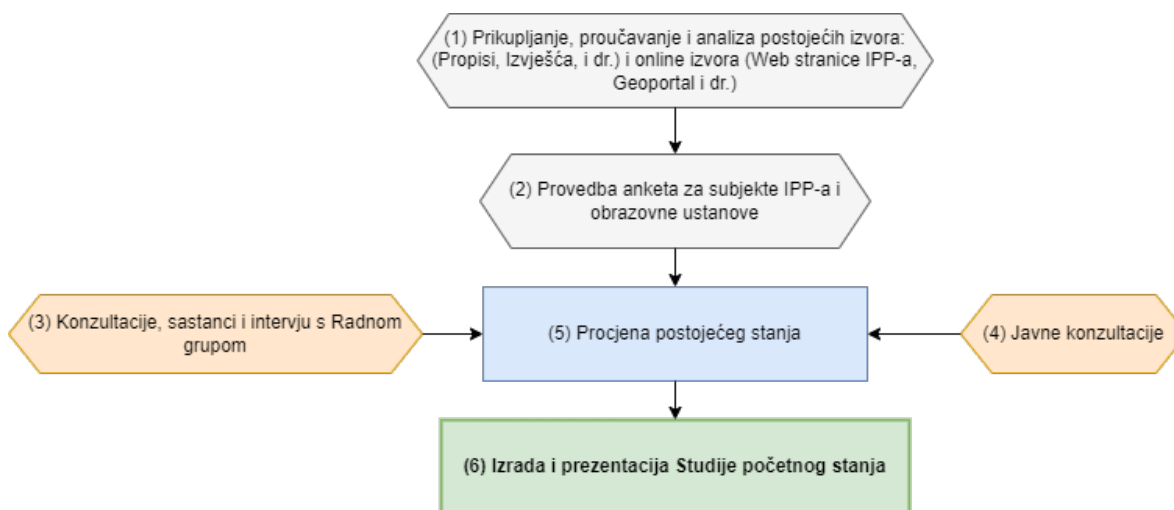 (1) Prikupljanje, proučavanje i analiza postojećih izvora:
(Propisi, Izvješća, i dr.) i online izvora (Web stranice IPP-a,
Geoportal i dr.)
(2) Provedba anketa za subjekte IPP-a i
obrazovne ustanove
(3) Konzultacije, sastanci i intervju s Radnom
grupom
(5) Procjena postojećeg stanja
(4) Javne konzultacije
(6) Izrada i prezentacija Studije početnog stanja